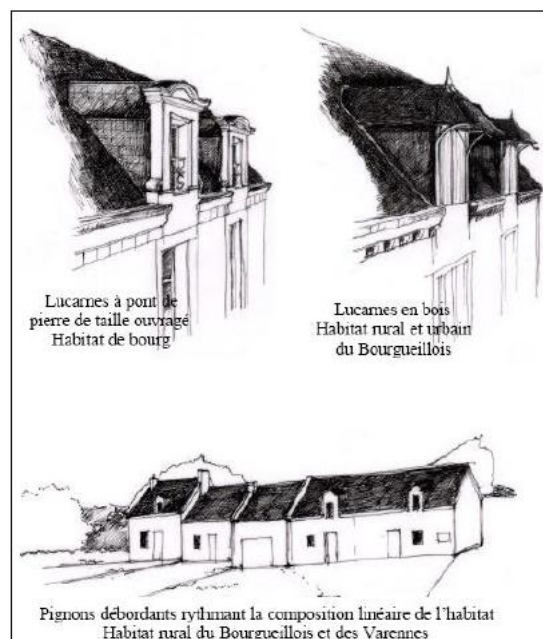 Lucarnes à pont de
pierre de taille ouvragé
Habitat de bourg
Lucarnes en bois
Habitat rural et urbain
du Bourgueillois
Pignons débordants rythmant la composition linéaire de l'habitat
Habitat rural du Bourgueillois et des Varennes